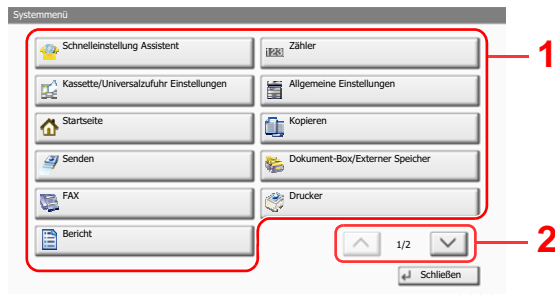 Systemmenü
Schnelleinstellung Assistent
Zähler
1
Kassette/Universalzufuhr Einstellungen
Allgemeine Einstellungen
Startseite
Kopieren
Senden
Dokument-Box/Externer Speicher
FAX
Drucker
Bericht
1/2
2
Schließen